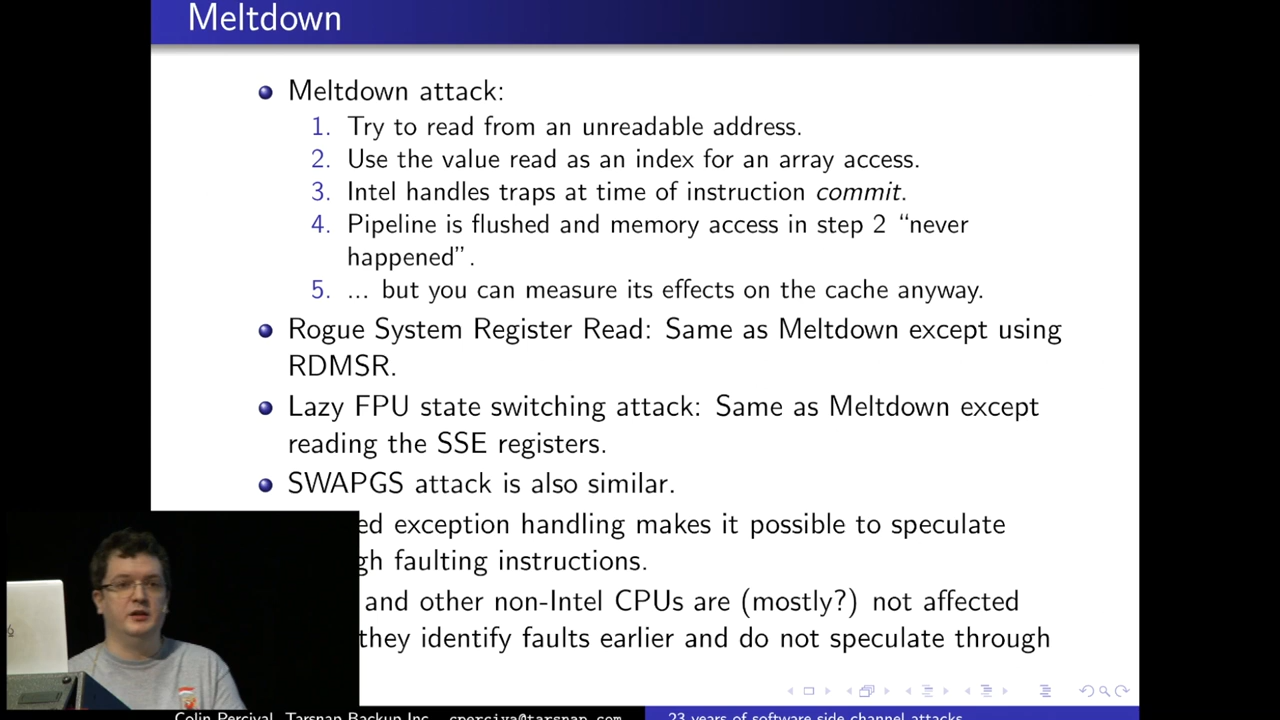 Meltdown
Meltdown attack:
1. Try to read from an unreadable address.
2. Use the value read as an index for an array access.
3. Intel handles traps at time of instruction commit.
4. Pipeline is flushed and memory access in step 2 “never
happened”.
5. ... but you can measure its effects on the cache anyway.
Rogue System Register Read: Same as Meltdown except using
RDMSR.
Lazy FPU state switching attack: Same as Meltdown except
reading the SSE registers.
SWAPGS attack is also similar.
ed exception handling makes it possible to speculate
gh faulting instructions.
and other non-Intel CPUs are (mostly?) not affected
they identify faults earlier and do not speculate through
Colin Percival, Tarsnap Backup Inc. cperciva@tarsnap.com
23 years of software side channel attacks